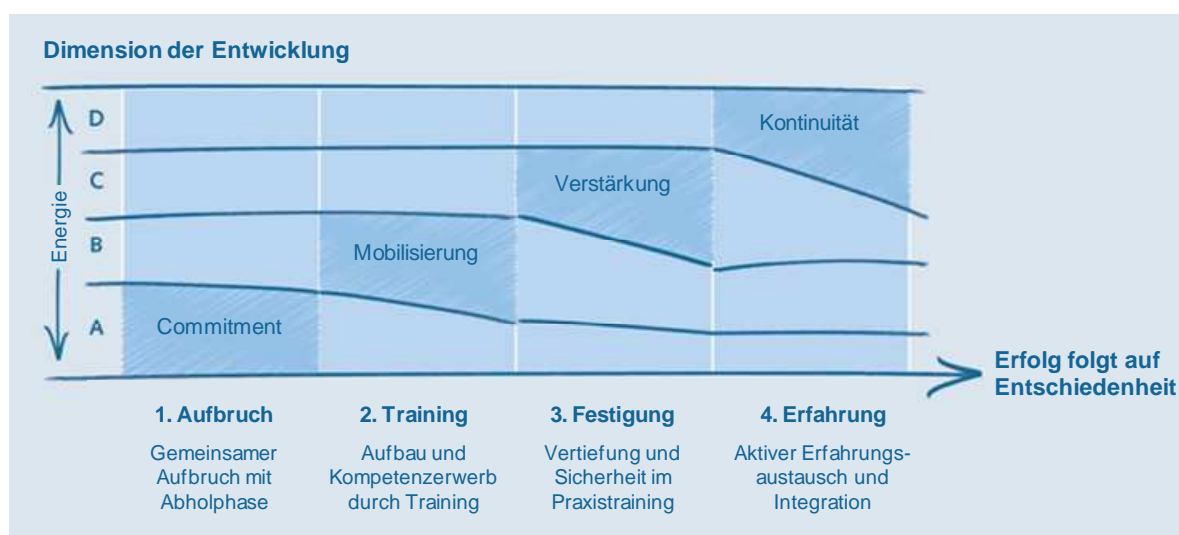 Dimension der Entwicklung
D
Kontinuität
C
Verstärkung
Energie
B
Mobilisierung
A
Commitment
Erfolg folgt auf
Entschiedenheit
1. Aufbruch
Gemeinsamer
Aufbruch mit
Abholphase
2. Training
Aufbau und
Kompetenzerwerb
durch Training
3. Festigung
Vertiefung und
Sicherheit im
Praxistraining
4. Erfahrung
Aktiver Erfahrungs-
austausch und
Integration